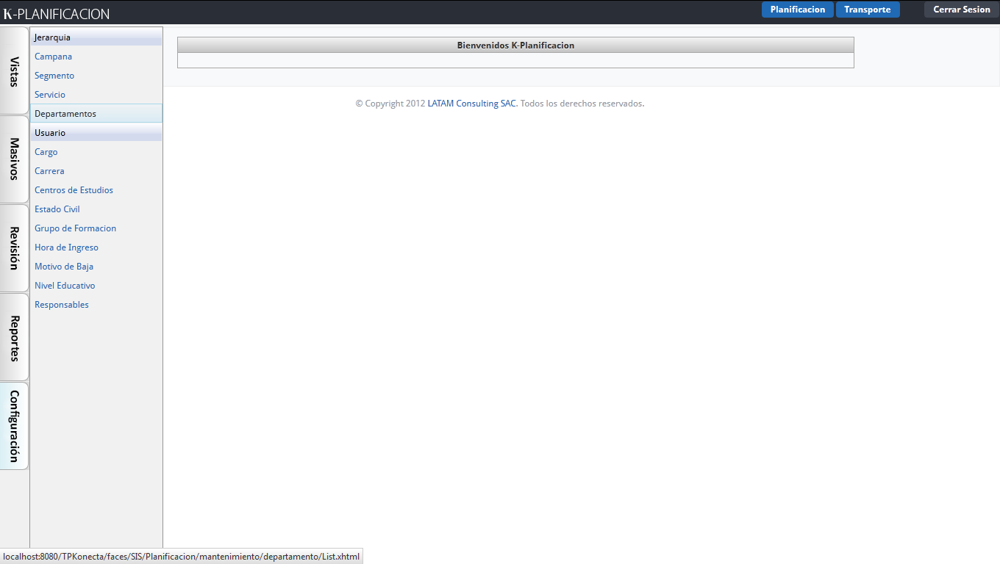 K-PLANIFICACION
Planificacion
Transporte
Cerrar Sesion
Vistas
Masivos
Revisión
Reportes
Configuración
Jerarquia
Campana
Segmento
Servicio
Departamentos
Usuario
Cargo
Carrera
Centros de Estudios
Estado Civil
Grupo de Formacion
Hora de Ingreso
Motivo de Baja
Nivel Educativo
Responsables
Bienvenidos K-Planificacion
© Copyright 2012 LATAM Consulting SAC. Todos los derechos reservados.
localhost:8080/TPKonecta/faces/SIS/Planificacion/mantenimiento/departamento/List.xhtml